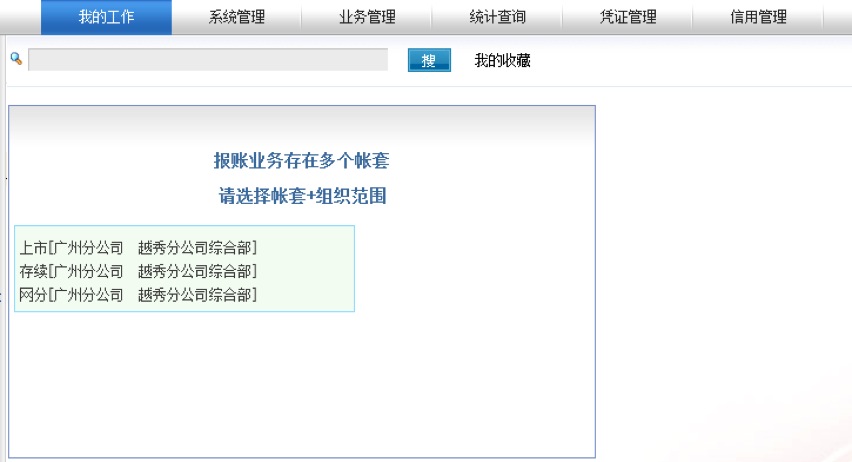 我的工作 系统管理 业务管理 统计查询 凭证管理 信用管理
搜 我的收藏
报账业务存在多个帐套
请选择帐套+组织范围
上市[广州分公司 越秀分公司综合部]
存续[广州分公司 越秀分公司综合部]
网分[广州分公司 越秀分公司综合部]